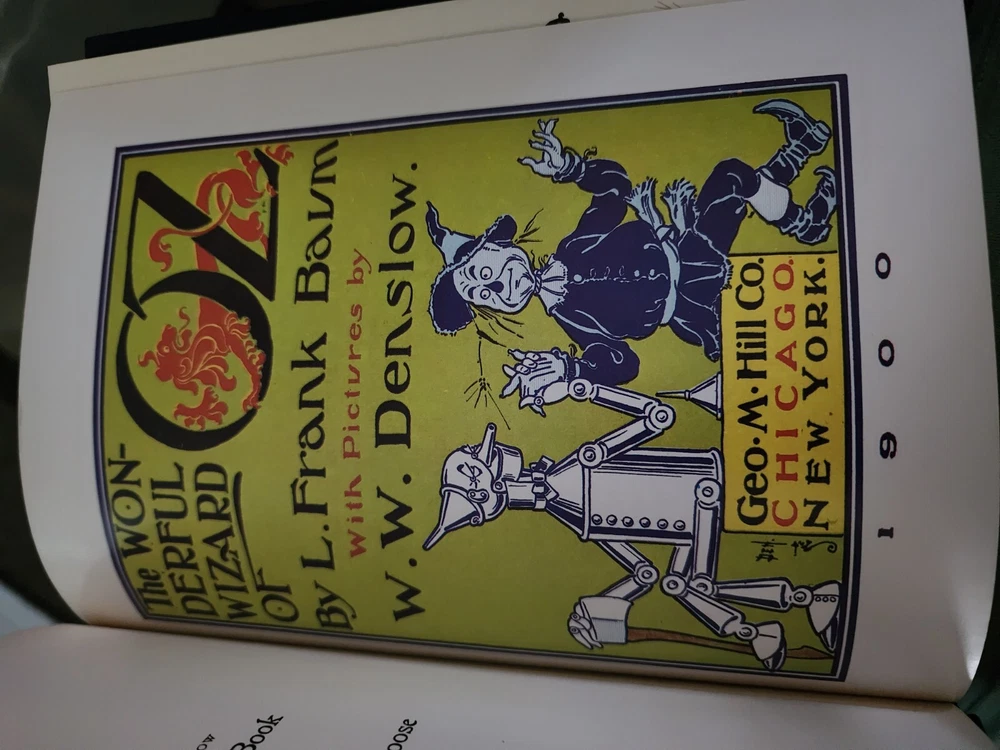 Book
The WON-
DERFUL
WIZARD
OF
OZ
By L. Frank Baum
With Pictures by
W. W. Denslow.
DEN
Geo. M. Hill Co.
CHICAGO.
NEW YORK.
1900